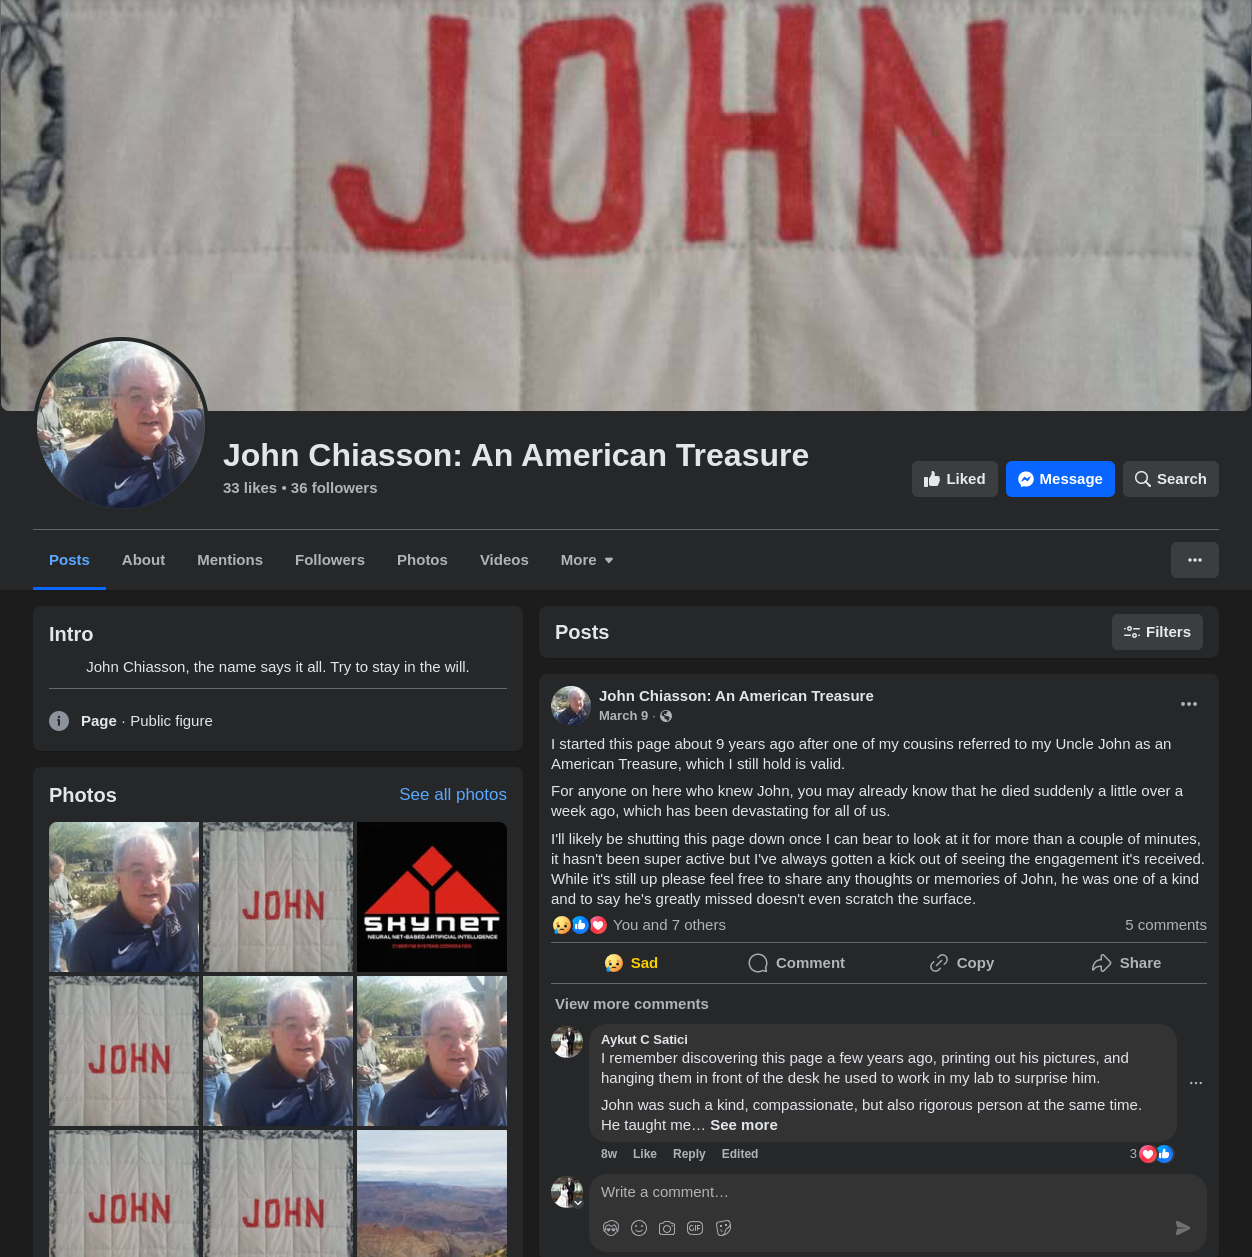 JOHN
John Chiasson: An American Treasure
33 likes • 36 followers
Liked
Message
Search
Posts
About
Mentions
Followers
Photos
Videos
More
Intro
John Chiasson, the name says it all. Try to stay in the will.
Page · Public figure
Photos
See all photos
JOHN
SKYNET
NEURAL NET-BASED ARTIFICIAL INTELLIGENCE
CYBERDYNE SYSTEMS CORPORATION
JOHN
JOHN
JOHN
Posts
Filters
John Chiasson: An American Treasure
March 9 ·
I started this page about 9 years ago after one of my cousins referred to my Uncle John as an
American Treasure, which I still hold is valid.
For anyone on here who knew John, you may already know that he died suddenly a little over a
week ago, which has been devastating for all of us.
I'll likely be shutting this page down once I can bear to look at it for more than a couple of minutes,
it hasn't been super active but I've always gotten a kick out of seeing the engagement it's received.
While it's still up please feel free to share any thoughts or memories of John, he was one of a kind
and to say he's greatly missed doesn't even scratch the surface.
You and 7 others
5 comments
Sad
Comment
Copy
Share
View more comments
Aykut C Satici
I remember discovering this page a few years ago, printing out his pictures, and
hanging them in front of the desk he used to work in my lab to surprise him.
John was such a kind, compassionate, but also rigorous person at the same time.
He taught me… See more
8w Like Reply Edited
3
Write a comment…
GIF